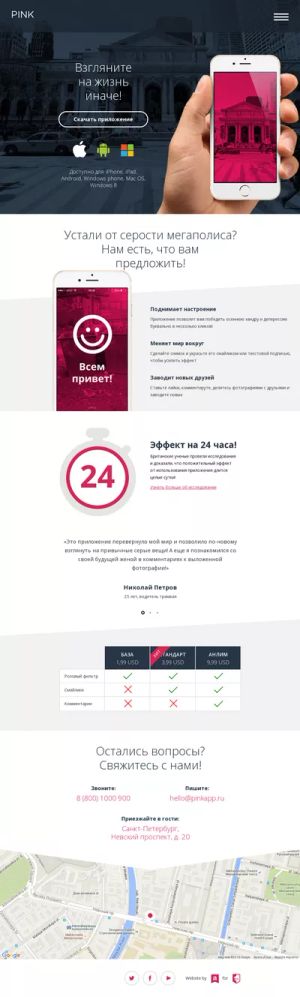 PINK
Взгляните
на жизнь
иначе!
Скачать приложение
Доступно для iPhone, iPad,
Android, Windows phone, Mac OS,
Windows 8
Устали от серости мегаполиса?
Нам есть, что вам
предложить!
Всем
привет!
Поднимает настроение
Приложение позволит вам победить осеннюю хандру и депрессию
буквально в несколько кликов!
Меняет мир вокруг
Сделайте снимок и украсьте его смайликом или текстовой подписью,
чтобы усилить эффект
Заводит новых друзей
Ставьте лайки, комментируйте, делитесь фотографиями с друзьями и
заводите новых
24
Эффект на 24 часа!
Британские ученые провели исследования
и доказали, что положительный эффект
от использования приложения длится
целые сутки!
Узнать больше об исследовании
«Это приложение перевернуло мой мир и позволило по-новому
взглянуть на привычные серые вещи! А еще я познакомился со
своей будущей женой в комментариях к выложенной
фотографии!»
Николай Петров
25 лет, водитель трамвая
БАЗА
1,99 USD
СТАНДАРТ
3,99 USD
АНЛИМ
9,99 USD
Розовый фильтр
Смайлики
Комментарии
Остались вопросы?
Свяжитесь с нами!
Звоните:
8 (800) 1000 900
Пишите:
hello@pinkapp.ru
Приезжайте в гости:
Санкт-Петербург,
Невский проспект, д. 20
Google
Website by
for